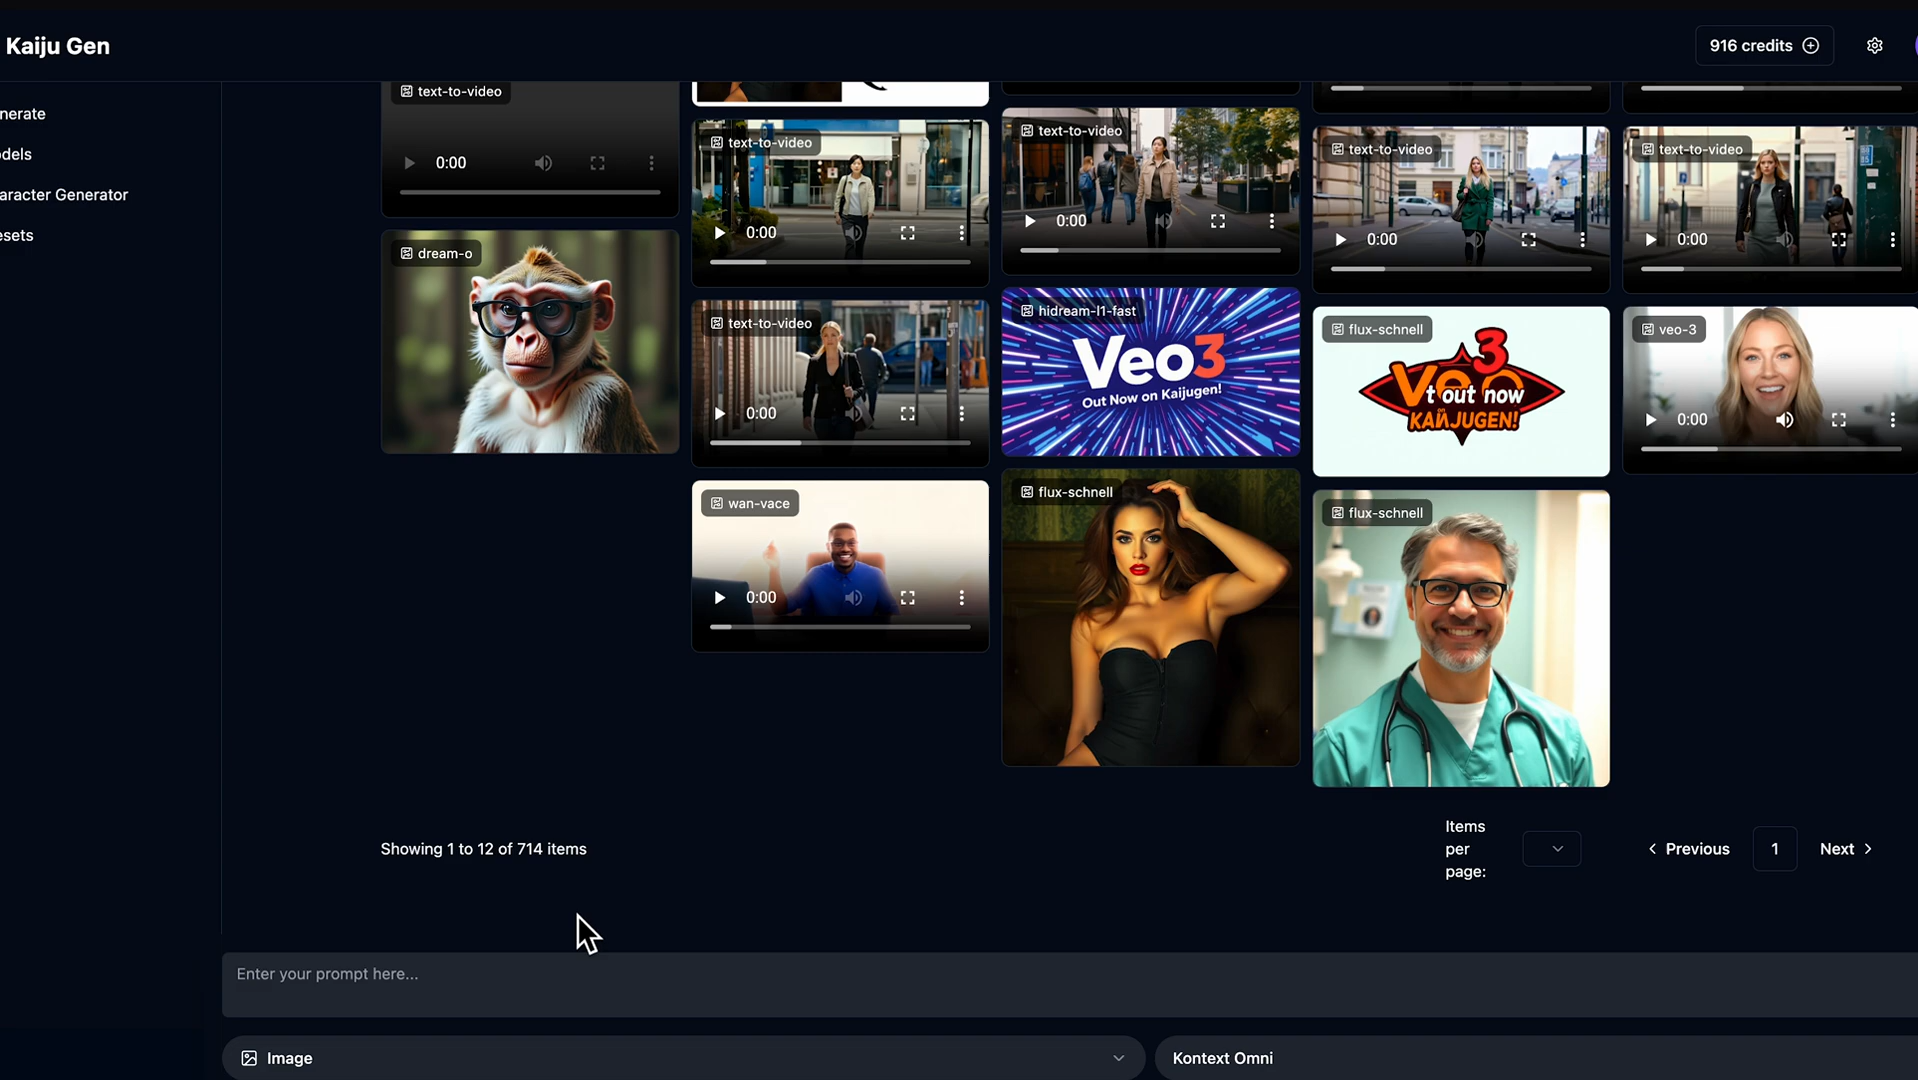 Kaiju Gen
916 credits
nerate
dels
aracter Generator
esets
text-to-video
0:00
dream-o
text-to-video
0:00
text-to-video
0:00
wan-vace
0:00
text-to-video
0:00
hidream-l1-fast
Veo3
Out Now on Kaijugen!
flux-schnell
text-to-video
0:00
flux-schnell
3
Veo
t out now
KAИJUGEN!
flux-schnell
text-to-video
0:00
veo-3
0:00
Showing 1 to 12 of 714 items
Items
per
page:
Previous
1
Next
Enter your prompt here...
Image
Kontext Omni